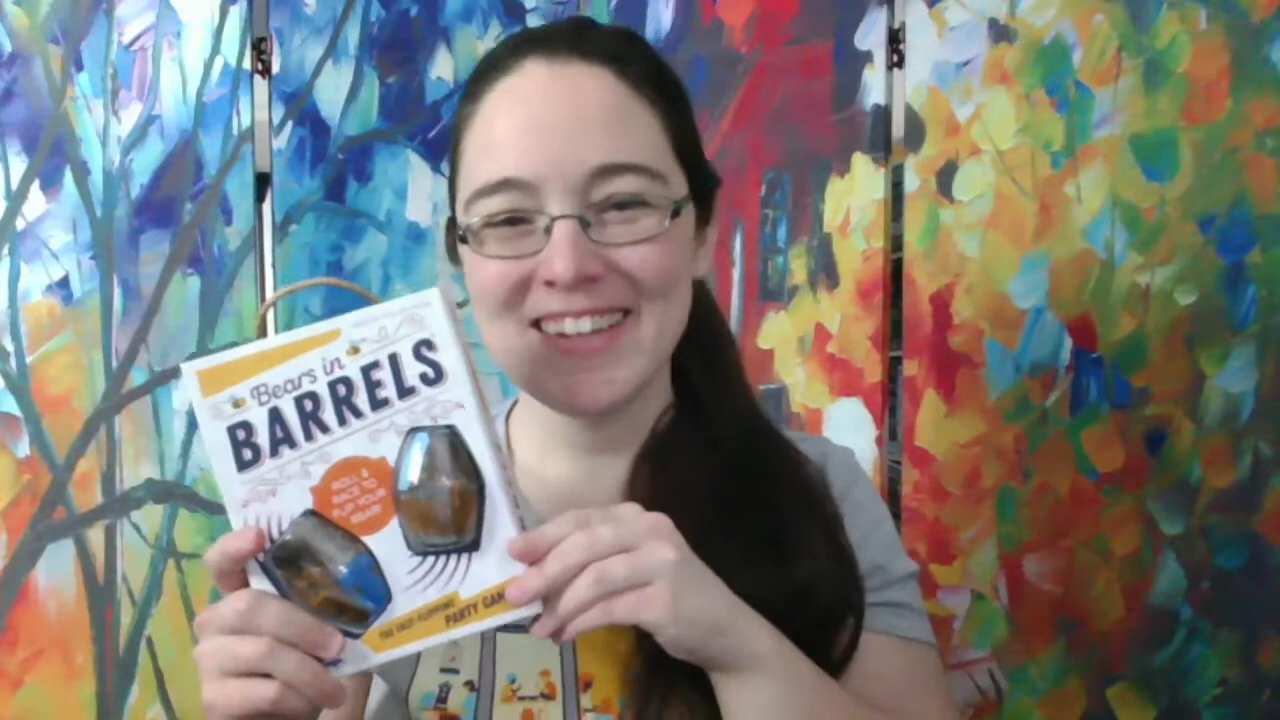 Bears in
BARRELS
ROLL &
RACE TO
FLIP YOUR
BEAR!
THE FAST-FLIPPING
PARTY GAM